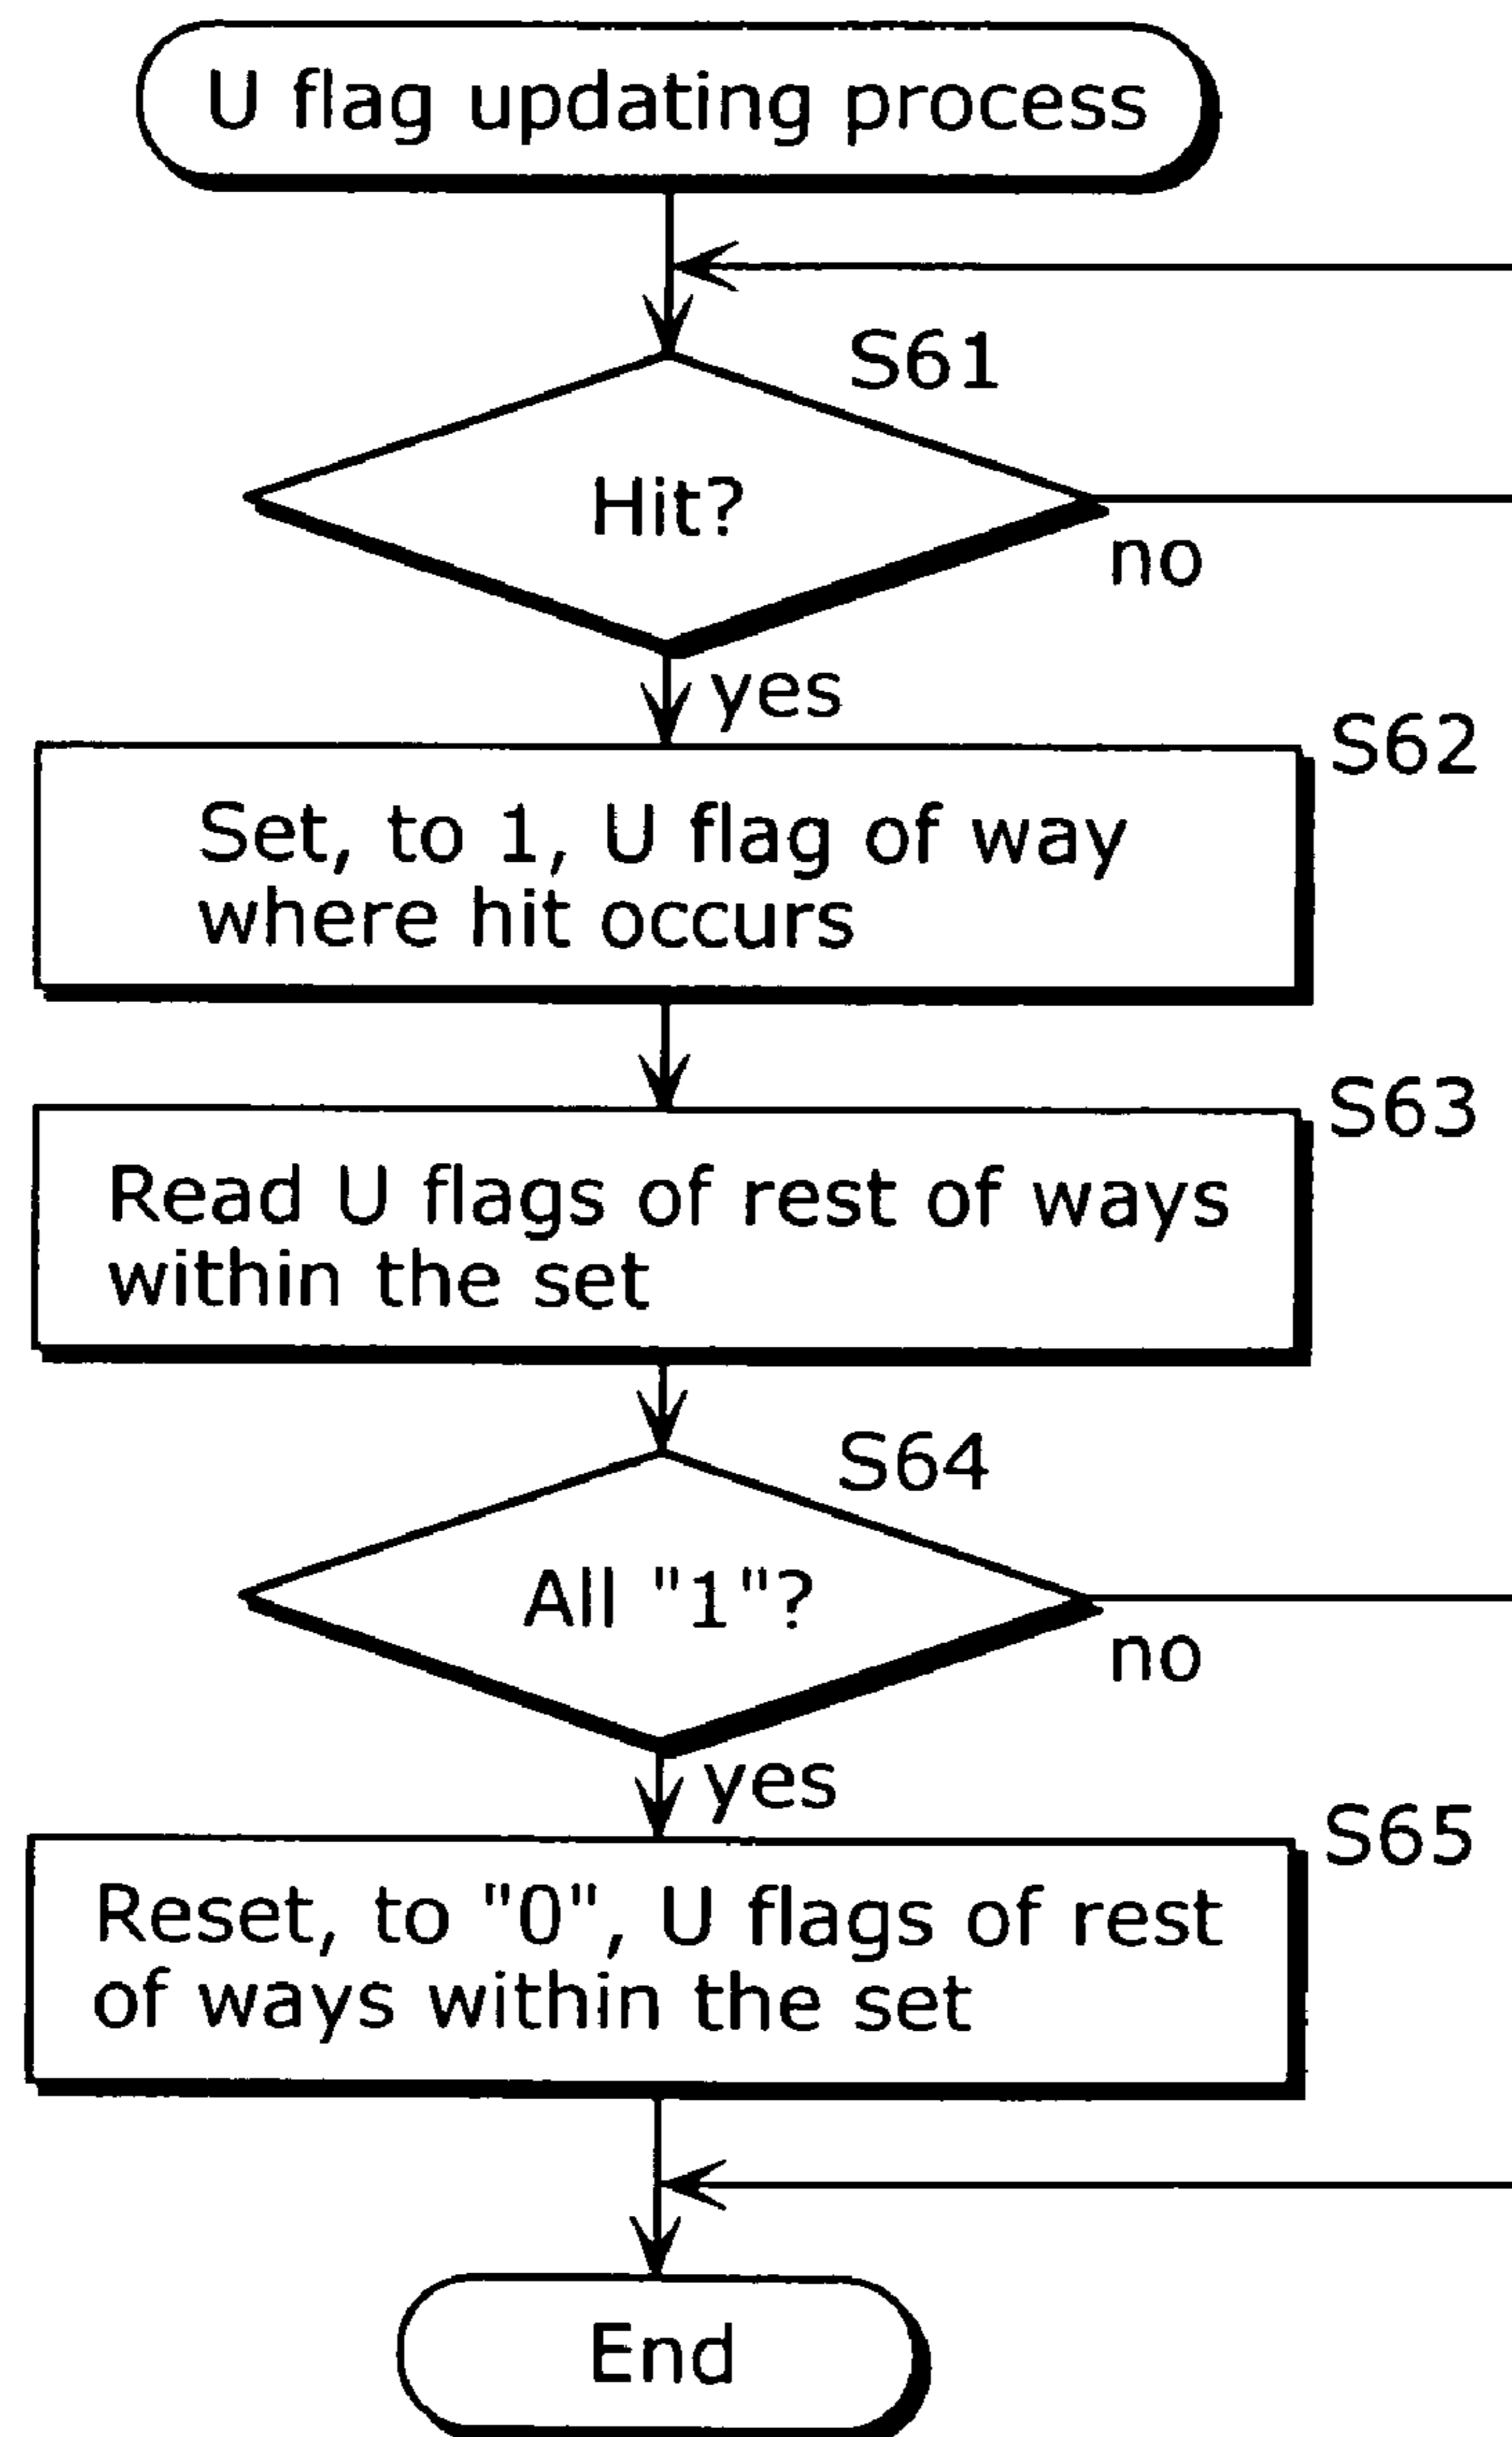 U flag updating process
S61
Hit?
no
yes
S62
Set, to 1, U flag of way
where hit occurs
S63
Read U flags of rest of ways
within the set
S64
All "1"?
no
yes
S65
Reset, to "0", U flags of rest
of ways within the set
End